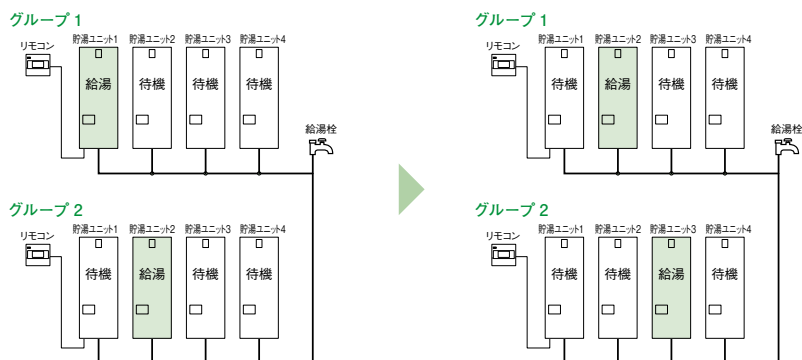 グループ 1
リモコン
貯湯ユニット1 貯湯ユニット2 貯湯ユニット3 貯湯ユニット4
給湯 待機 待機 待機
給湯栓
グループ 2
リモコン
貯湯ユニット1 貯湯ユニット2 貯湯ユニット3 貯湯ユニット4
待機 給湯 待機 待機
グループ 1
リモコン
貯湯ユニット1 貯湯ユニット2 貯湯ユニット3 貯湯ユニット4
待機 給湯 待機 待機
給湯栓
グループ 2
リモコン
貯湯ユニット1 貯湯ユニット2 貯湯ユニット3 貯湯ユニット4
待機 待機 給湯 待機